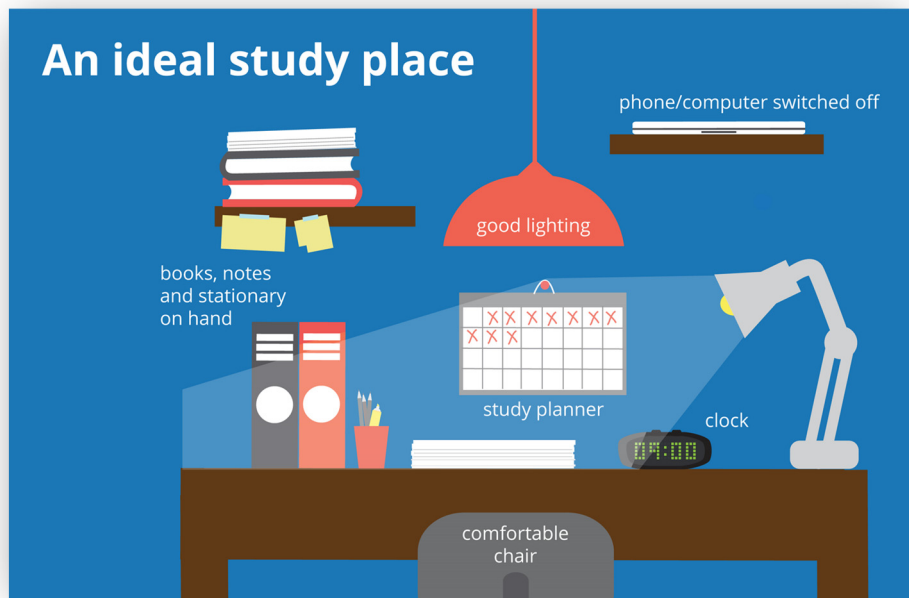 An ideal study place
phone/computer switched off
good lighting
books, notes
and stationary
on hand
study planner
clock
09:00
comfortable
chair